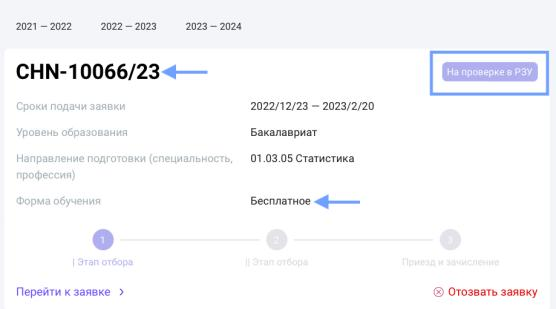 2021 — 2022 2022 — 2023 2023 — 2024
CHN-10066/23
На проверке в РЗУ
Сроки подачи заявки 2022/12/23 — 2023/2/20
Уровень образования Бакалавриат
Направление подготовки (специальность, 01.03.05 Статистика
профессия)
Форма обучения Бесплатное
1 2 3
| Этап отбора || Этап отбора Приезд и зачисление
Перейти к заявке > Отозвать заявку